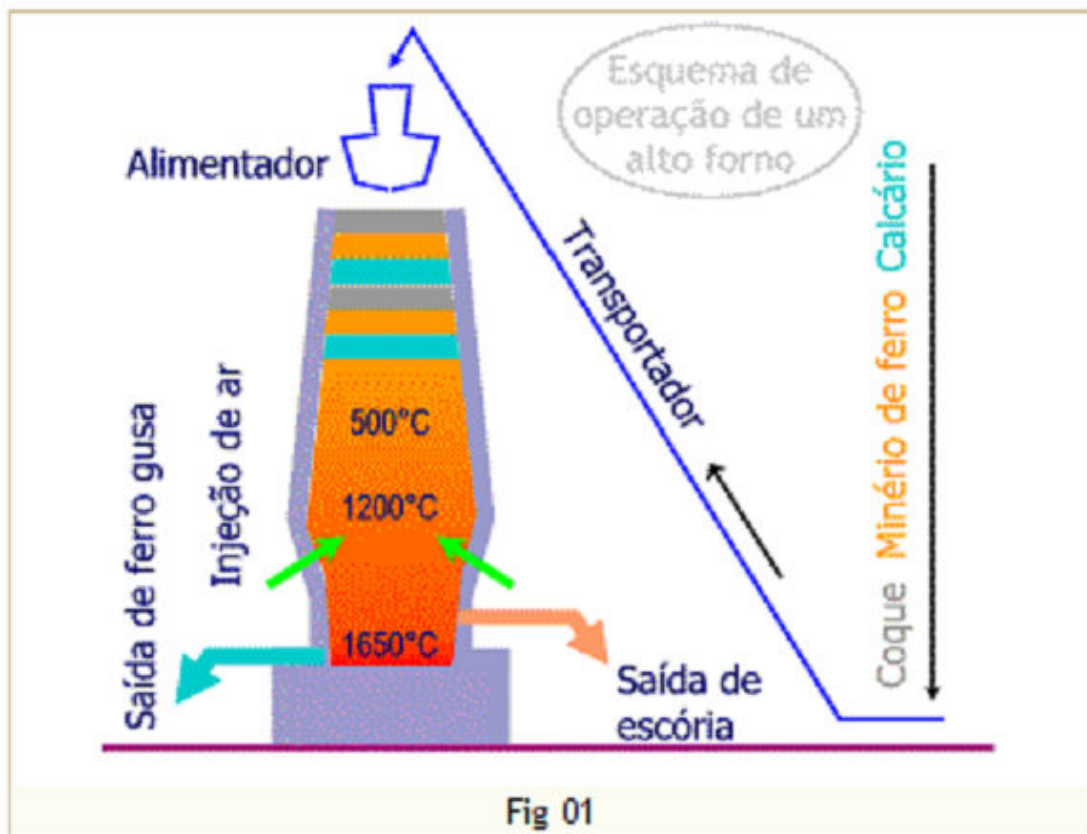 Esquema de
operação de um
alto forno
Alimentador
Transportador
Coque Minério de ferro Calcário
Saída de ferro gusa
Injeção de ar
500°C
1200°C
1650°C
Saída de
escória
Fig 01